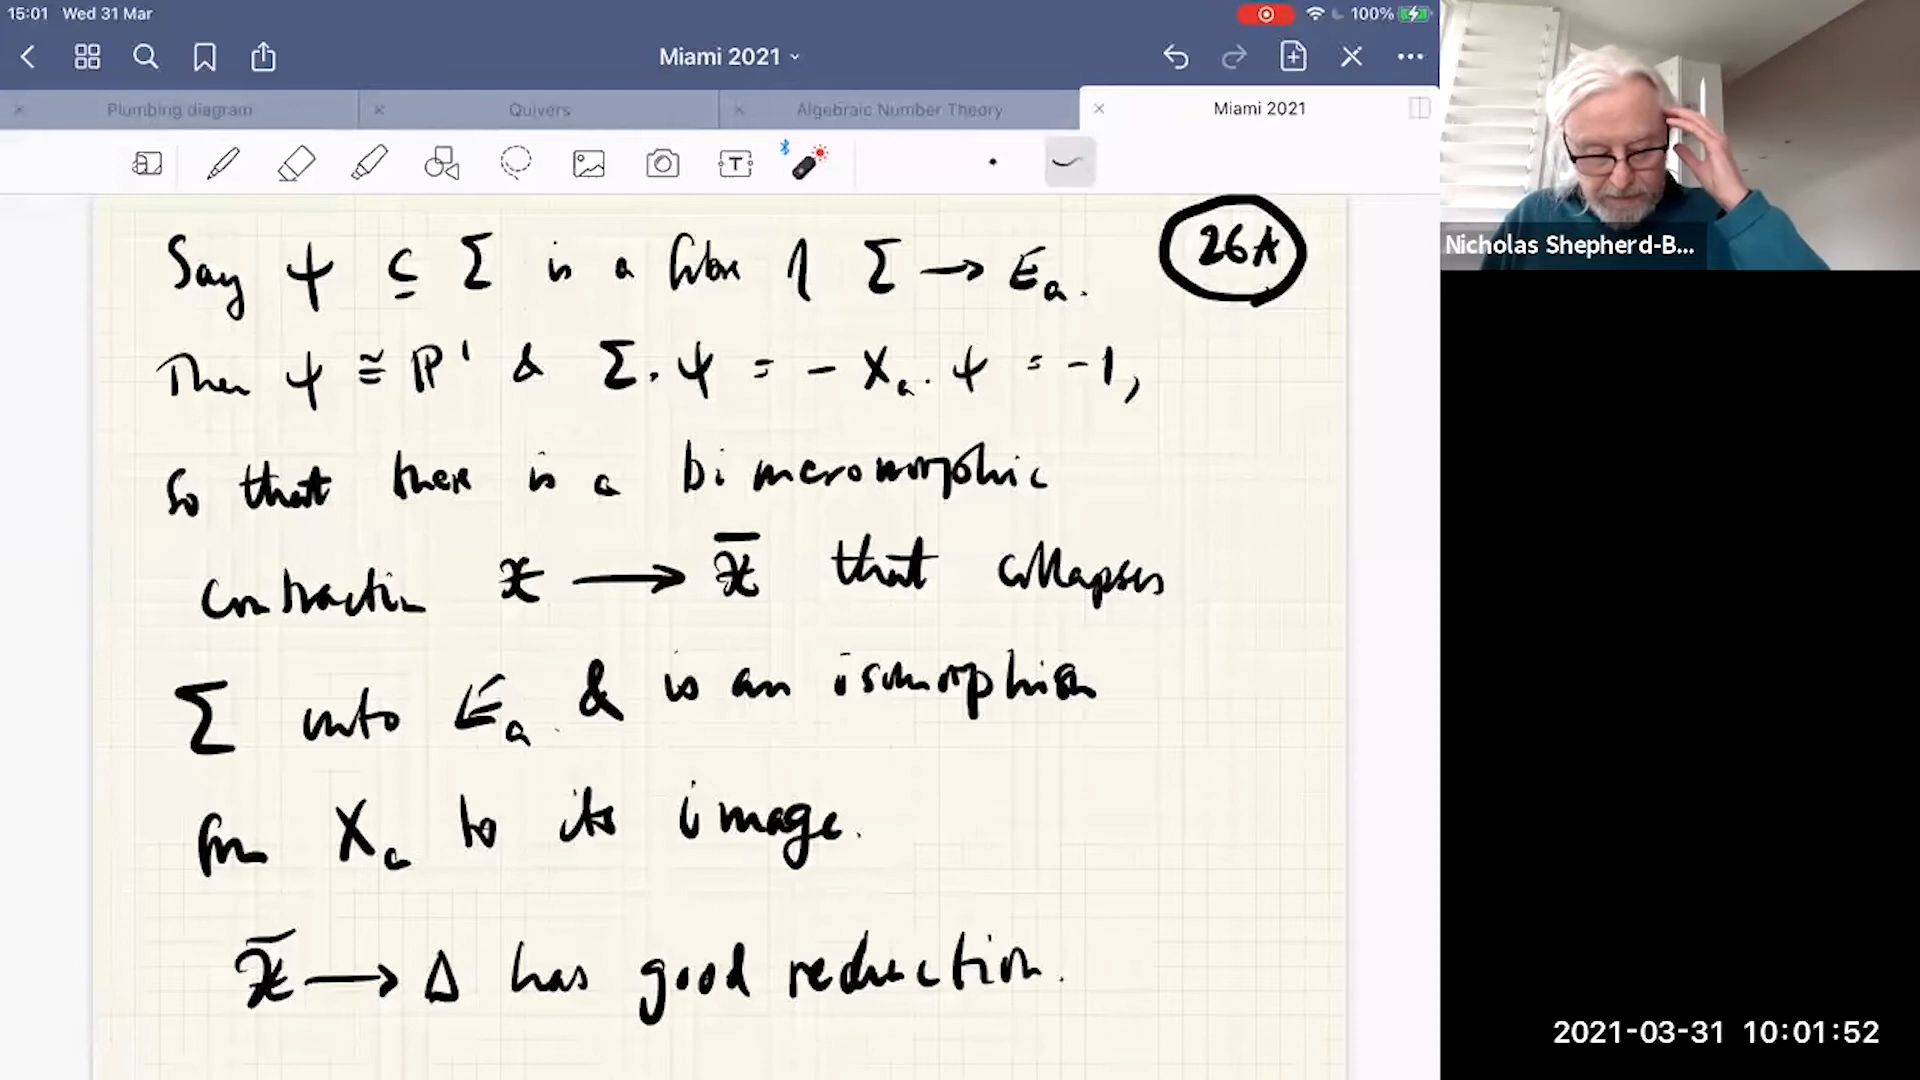 15:01 Wed 31 Mar
100%
Miami 2021
Plumbing diagram
Quivers
Algebraic Number Theory
Miami 2021
Nicholas Shepherd-B...
26A
Say ψ ⊆ Σ is a fibre of Σ → E_a.
Then ψ ≅ ℙ¹ & Σ.ψ = -X_a.ψ = -1,
so that there is a bimeromorphic
contraction 𝒳 → 𝒳̅ that collapses
Σ into E_a & is an isomorphism
from X_a to its image.
𝒳̅ → Δ has good reduction.
2021-03-31 10:01:52